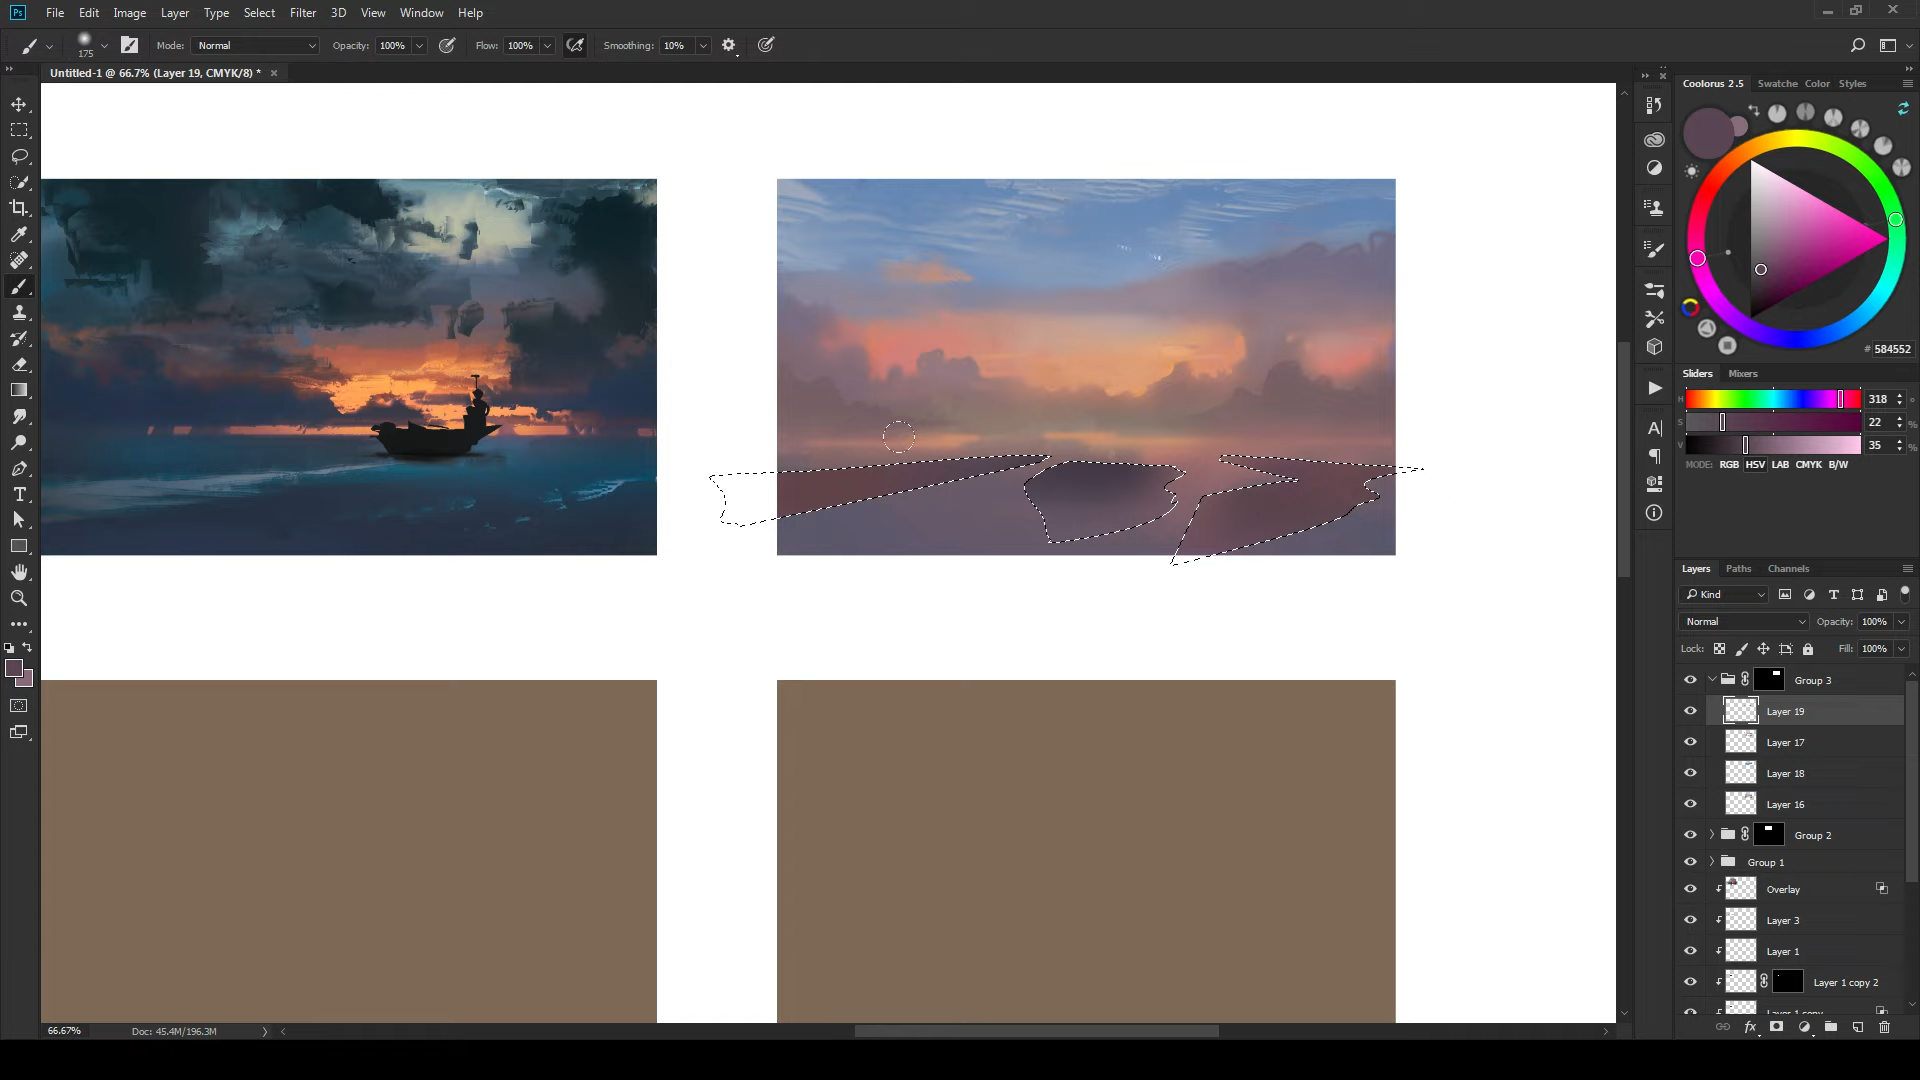 Ps File Edit Image Layer Type Select Filter 3D View Window Help
175 Mode: Normal Opacity: 100% Flow: 100% Smoothing: 10%
Untitled-1 @ 66.7% (Layer 19, CMYK/8) *
Coolorus 2.5 Swatche Color Styles
# 584552
Sliders Mixers
H 318 °
S 22 %
V 35 %
MODE: RGB HSV LAB CMYK B/W
Layers Paths Channels
Kind
Normal Opacity: 100%
Lock: Fill: 100%
Group 3
Layer 19
Layer 17
Layer 18
Layer 16
Group 2
Group 1
Overlay
Layer 3
Layer 1
Layer 1 copy 2
Layer 1 copy
66.67% Doc: 45.4M/196.3M